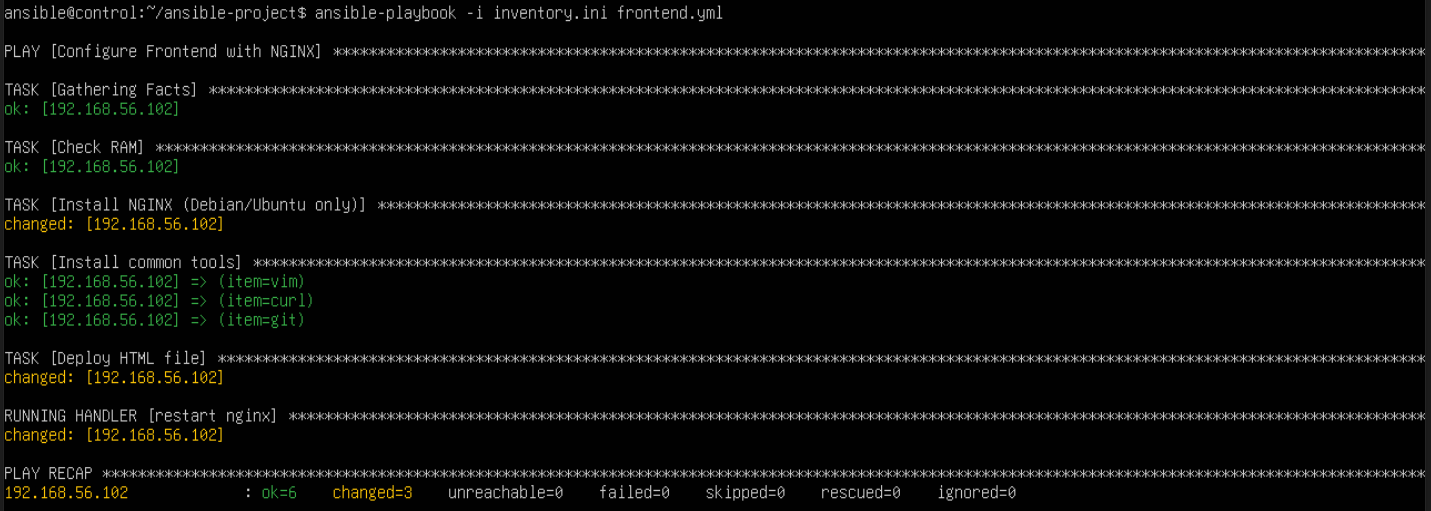 ansible@control:~/ansible-project$ ansible-playbook -i inventory.ini frontend.yml
PLAY [Configure Frontend with NGINX] ****************************************************************************************************************************
TASK [Gathering Facts] ******************************************************************************************************************************************
ok: [192.168.56.102]
TASK [Check RAM] ************************************************************************************************************************************************
ok: [192.168.56.102]
TASK [Install NGINX (Debian/Ubuntu only)] ***********************************************************************************************************************
changed: [192.168.56.102]
TASK [Install common tools] *************************************************************************************************************************************
ok: [192.168.56.102] => (item=vim)
ok: [192.168.56.102] => (item=curl)
ok: [192.168.56.102] => (item=git)
TASK [Deploy HTML file] *****************************************************************************************************************************************
changed: [192.168.56.102]
RUNNING HANDLER [restart nginx] *********************************************************************************************************************************
changed: [192.168.56.102]
PLAY RECAP ******************************************************************************************************************************************************
192.168.56.102             : ok=6    changed=3    unreachable=0    failed=0    skipped=0    rescued=0    ignored=0